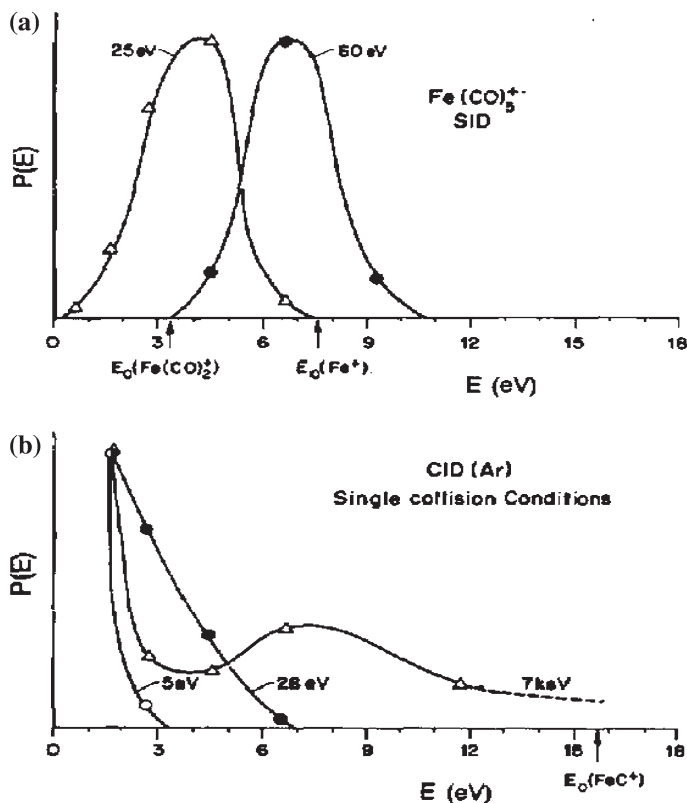 (a)
25 eV
60 eV
Fe(CO)₅⁺·
SID
P(E)
0 3 6 9 12 15 18
E₀(Fe(CO)₂⁺)
E₀(Fe⁺).
E (eV)
(b)
CID (Ar)
Single collision Conditions
P(E)
5eV
26 eV
7keV
0 3 6 9 12 15 18
E₀(FeC⁺)
E (eV)